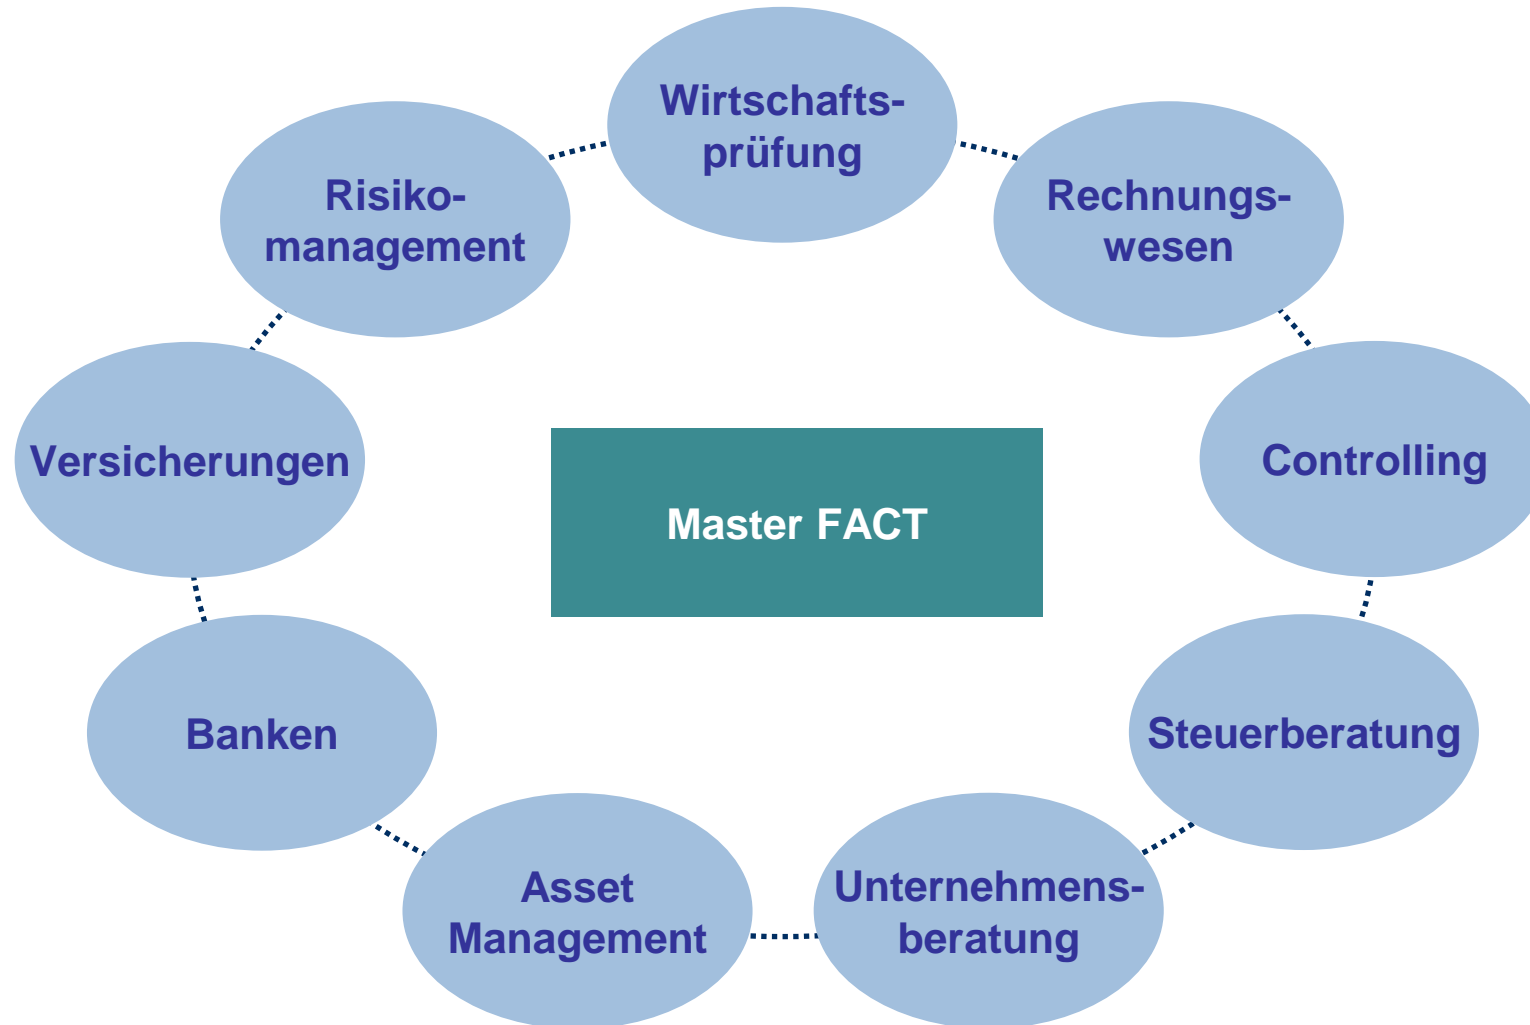 Wirtschafts-
prüfung
Risiko-
management
Rechnungs-
wesen
Versicherungen
Controlling
Master FACT
Banken
Steuerberatung
Asset
Management
Unternehmens-
beratung